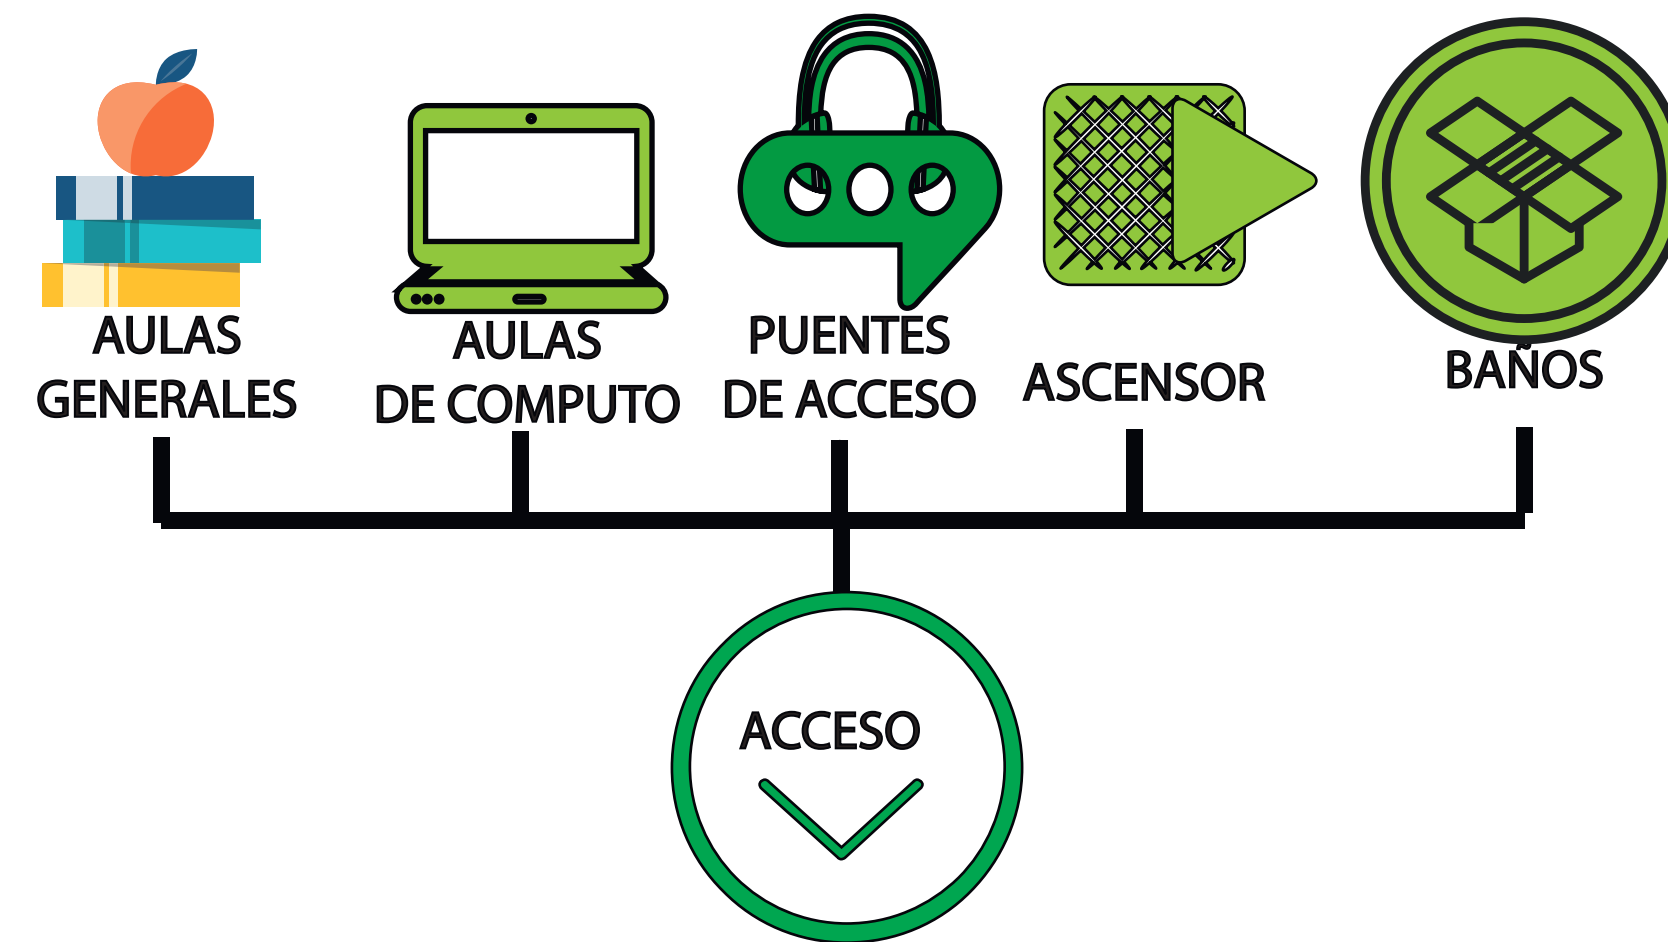 AULAS
GENERALES
AULAS
DE COMPUTO
PUENTES
DE ACCESO
ASCENSOR
BAÑOS
ACCESO